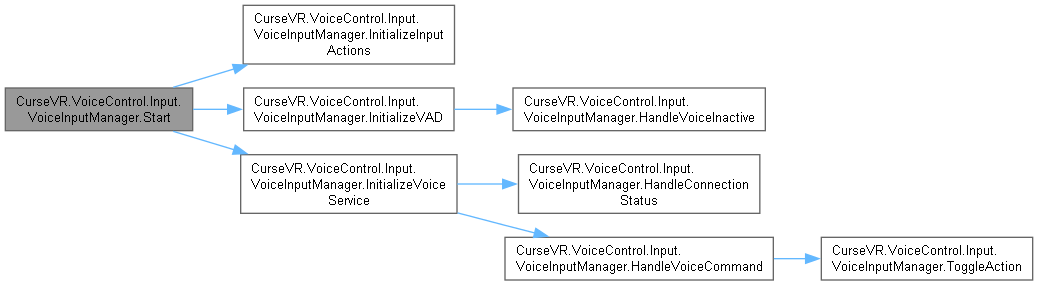 CurseVR.VoiceControl.Input.
VoiceInputManager.InitializeInput
Actions
CurseVR.VoiceControl.Input.
VoiceInputManager.Start
CurseVR.VoiceControl.Input.
VoiceInputManager.InitializeVAD
CurseVR.VoiceControl.Input.
VoiceInputManager.HandleVoiceInactive
CurseVR.VoiceControl.Input.
VoiceInputManager.InitializeVoice
Service
CurseVR.VoiceControl.Input.
VoiceInputManager.HandleConnection
Status
CurseVR.VoiceControl.Input.
VoiceInputManager.HandleVoiceCommand
CurseVR.VoiceControl.Input.
VoiceInputManager.ToggleAction